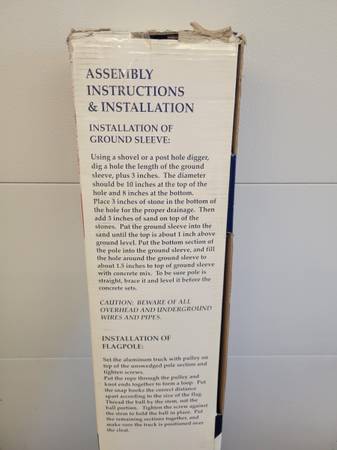 ASSEMBLY
INSTRUCTIONS
& INSTALLATION
INSTALLATION OF
GROUND SLEEVE:
Using a shovel or a post hole digger,
dig a hole the length of the ground
sleeve, plus 3 inches. The diameter
should be 10 inches at the top of the
hole and 8 inches at the bottom.
Place 3 inches of stone in the bottom of
the hole for the proper drainage. Then
add 3 inches of sand on top of the
stones. Put the ground sleeve into the
sand until the top is about 1 inch above
ground level. Put the bottom section of
the pole into the ground sleeve, and fill
the hole around the ground sleeve to
about 1.5 inches to top of ground sleeve
with concrete mix. To be sure pole is
straight, brace it and level it before the
concrete sets.
CAUTION: BEWARE OF ALL
OVERHEAD AND UNDERGROUND
WIRES AND PIPES.
INSTALLATION OF
FLAGPOLE:
Set the aluminum truck with pulley on
top of the unswedged pole section and
tighten screws.
Put the rope through the pulley and
knot ends together to form a loop. Put
the snap hooks the correct distance
apart according to the size of the flag.
Thread the ball by the stem, not the
ball portion. Tighten the screw against
the stem to hold the ball in place. Put
the remaining sections together, and
make sure the truck is positioned over
the cleat.